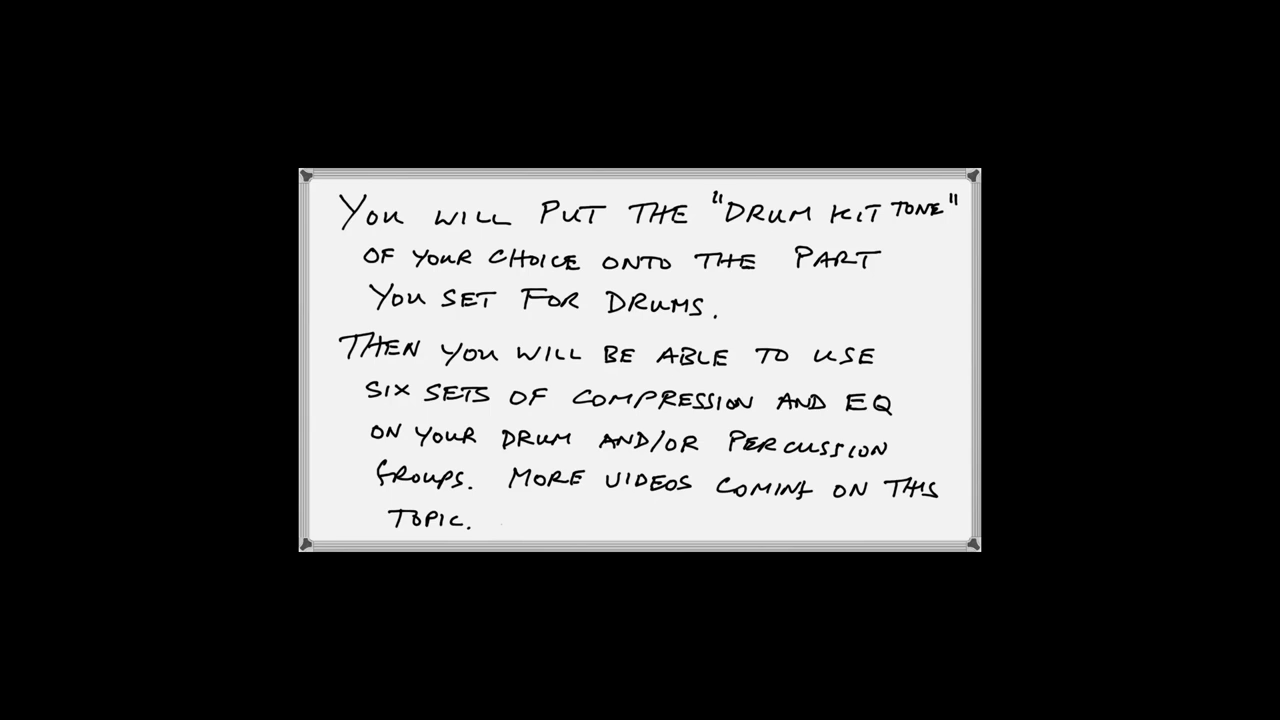 YOU WILL PUT THE "DRUM KIT TONE"
OF YOUR CHOICE ONTO THE PART
YOU SET FOR DRUMS.
THEN YOU WILL BE ABLE TO USE
SIX SETS OF COMPRESSION AND EQ
ON YOUR DRUM AND/OR PERCUSSION
GROUPS. MORE VIDEOS COMING ON THIS
TOPIC.